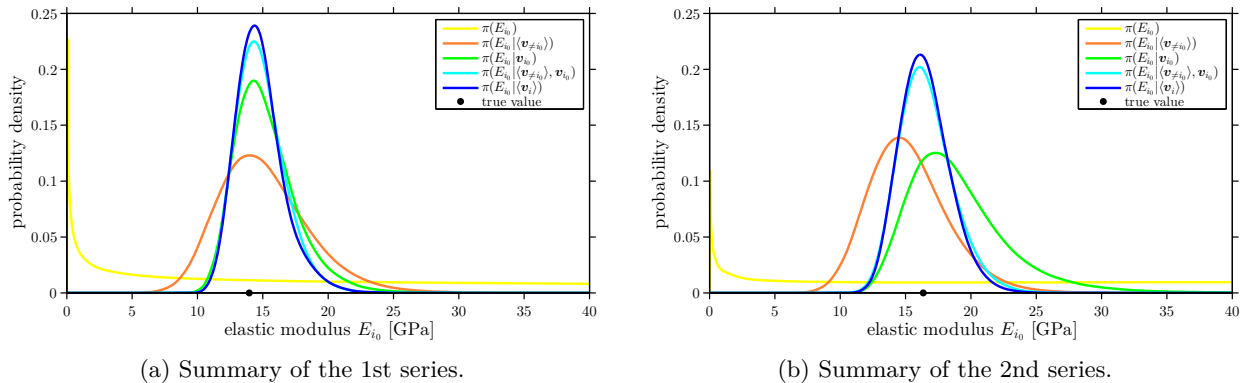 0.25
0.2
0.15
0.1
0.05
0
probability density
0 5 10 15 20 25 30 35 40
elastic modulus E_{i_0} [GPa]
π(E_{i_0})
π(E_{i_0}|⟨v_{≠i_0}⟩)
π(E_{i_0}|v_{i_0})
π(E_{i_0}|⟨v_{≠i_0}⟩, v_{i_0})
π(E_{i_0}|⟨v_i⟩)
true value
(a) Summary of the 1st series.
0.25
0.2
0.15
0.1
0.05
0
probability density
0 5 10 15 20 25 30 35 40
elastic modulus E_{i_0} [GPa]
π(E_{i_0})
π(E_{i_0}|⟨v_{≠i_0}⟩)
π(E_{i_0}|v_{i_0})
π(E_{i_0}|⟨v_{≠i_0}⟩, v_{i_0})
π(E_{i_0}|⟨v_i⟩)
true value
(b) Summary of the 2nd series.